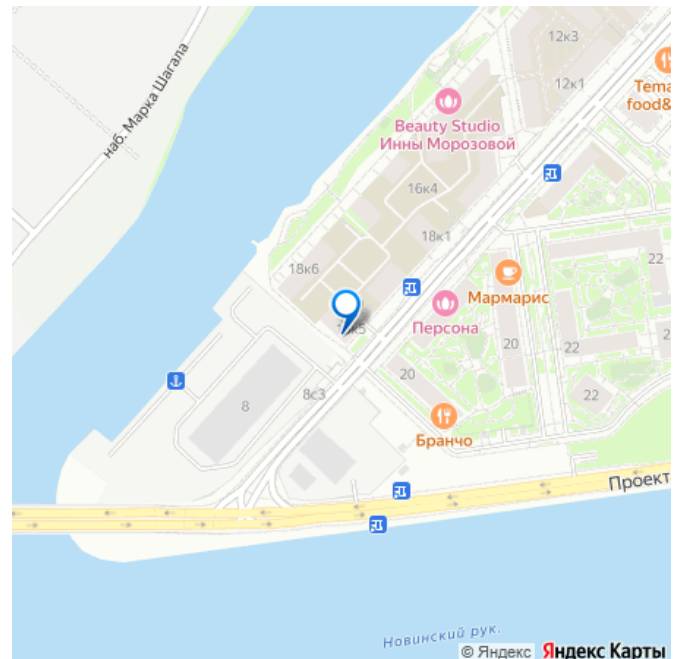 12к3
12к1
Tema
food&
наб. Марка Шагала
Beauty Studio
Инны Морозовой
16к4
18к1
18к6
22
Мармарис
Персона
20
22
20
22
8
8с3
Бранчо
Проект
Новинский рук.
© Яндекс Яндекс Карты